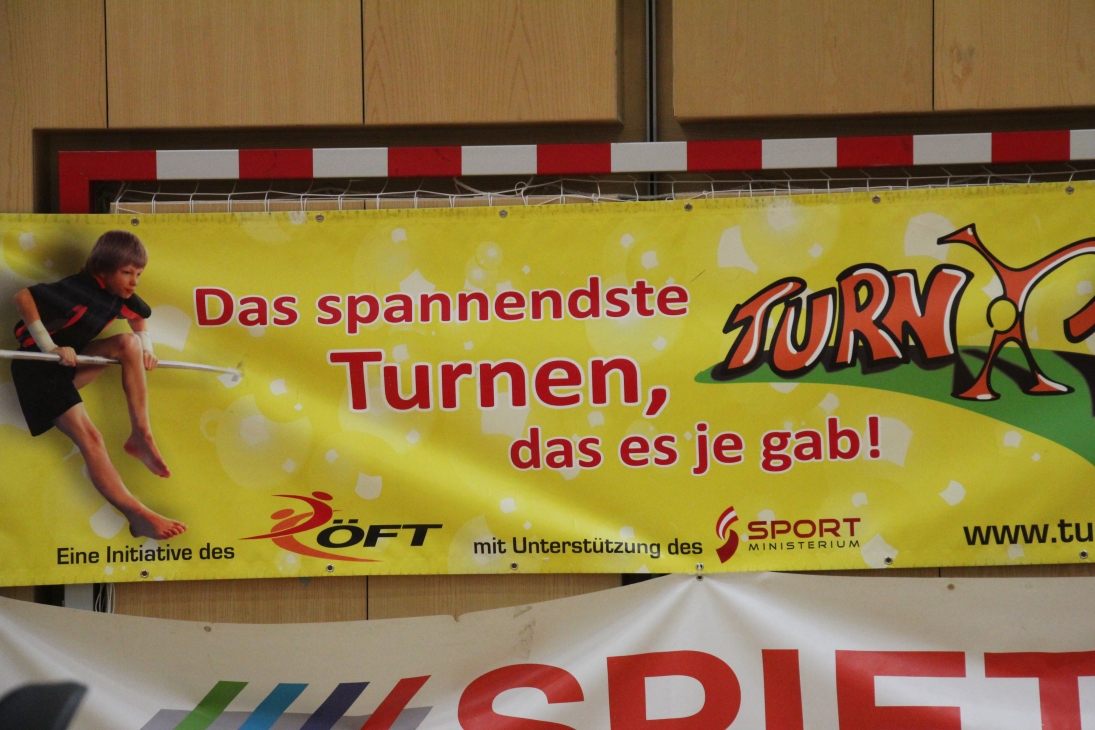 Das spannendste
Turnen,
das es je gab!
TURN
Eine Initiative des
ÖFT
mit Unterstützung des
SPORT
MINISTERIUM
www.tu
SPIET